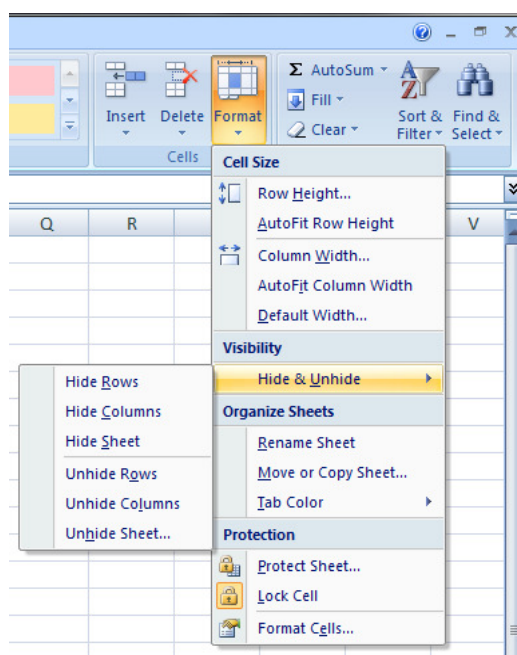 Σ AutoSum
Fill
Clear
Insert
Delete
Format
Sort & Filter
Find & Select
Cells
Cell Size
Q
R
V
Row Height...
AutoFit Row Height
Column Width...
AutoFit Column Width
Default Width...
Visibility
Hide & Unhide
Hide Rows
Hide Columns
Hide Sheet
Unhide Rows
Unhide Columns
Unhide Sheet...
Organize Sheets
Rename Sheet
Move or Copy Sheet...
Tab Color
Protection
Protect Sheet...
Lock Cell
Format Cells...